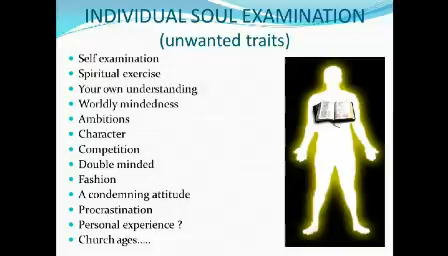 INDIVIDUAL SOUL EXAMINATION
(unwanted traits)
Self examination
Spiritual exercise
Your own understanding
Worldly mindedness
Ambitions
Character
Competition
Double minded
Fashion
A condemning attitude
Procrastination
Personal experience ?
Church ages.....